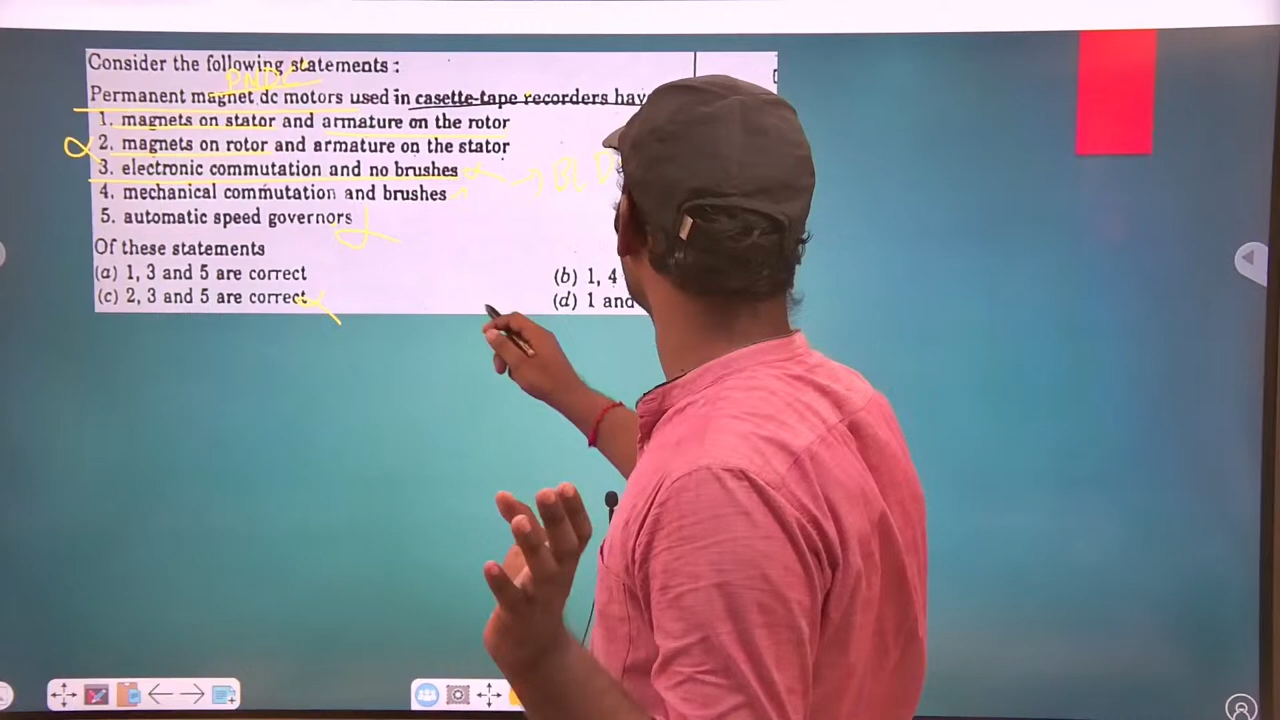 Consider the following statements :
PMDC
Permanent magnet dc motors used in casette-tape recorders hav
1. magnets on stator and armature on the rotor
2. magnets on rotor and armature on the stator
3. electronic commutation and no brushes
4. mechanical commutation and brushes
5. automatic speed governors
Of these statements
(a) 1, 3 and 5 are correct
(b) 1, 4
(c) 2, 3 and 5 are correct
(d) 1 and